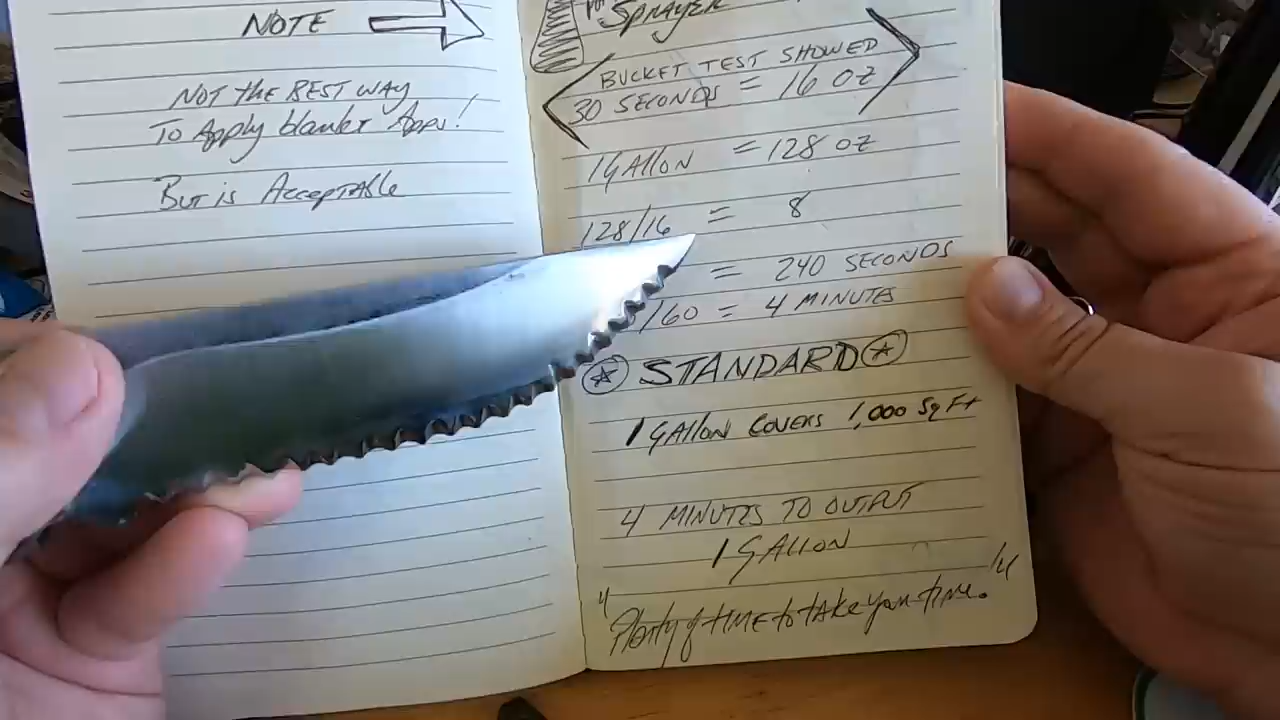 NOTE
NOT the BEST WAY
To Apply blanket Apps!
But is Acceptable
SPRAYER
BUCKET TEST SHOWED
30 SECONDS = 16 OZ
1 GALLON = 128 OZ
128/16 = 8
= 240 SECONDS
/60 = 4 MINUTES
STANDARD
1 GALLON COVERS 1,000 Sq Ft
4 MINUTES TO OUTPUT
1 GALLON
"Plenty of time to take your time."